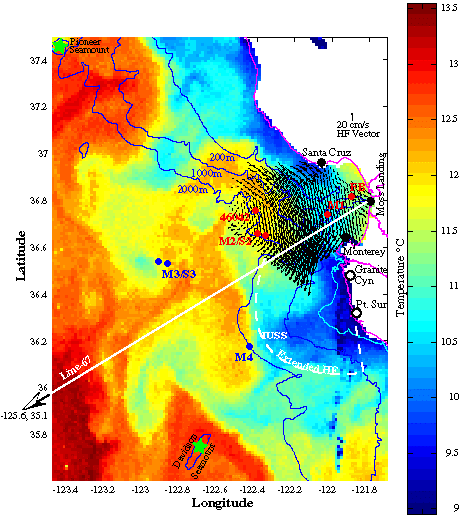 Pioneer
Seamount
13.5
37.4
13
37.2
20 cm/s
HF Vector
12.5
37
Santa Cruz
200m
1000m
2000m
Moss Landing
12
36.8
46042
M2/S2
11.5
36.6
Monterey
M3/S3
Granite
Cyn
11
Temperature °C
Latitude
36.4
Pt. Sur
10.5
IUSS
36.2
M4
Extended HF
Line-67
10
36
-125.6, 35.1
35.8
Davidson
Seamount
9.5
9
-123.4
-123.2
-123
-122.8
-122.6
-122.4
-122.2
-122
-121.8
Longitude